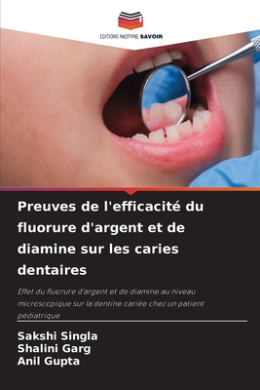 EDITIONS NOTRE SAVOIR
Preuves de l'efficacité du
fluorure d'argent et de
diamine sur les caries
dentaires
Effet du fluorure d'argent et de diamine au niveau
microscopique sur la dentine cariée chez un patient
pédiatrique
Sakshi Singla
Shalini Garg
Anil Gupta